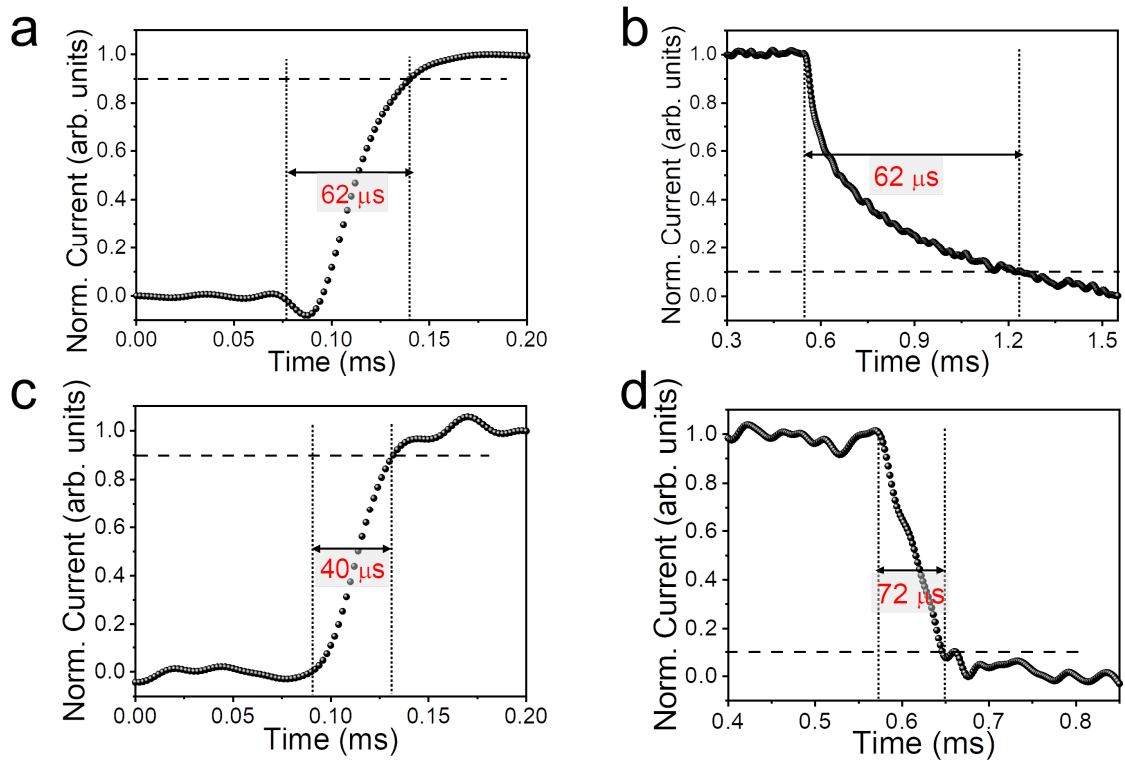 a
Norm. Current (arb. units)
1.0
0.8
0.6
0.4
0.2
0.0
62 μs
0.00 0.05 0.10 0.15 0.20
Time (ms)
b
Norm. Current (arb. units)
1.0
0.8
0.6
0.4
0.2
0.0
62 μs
0.3 0.6 0.9 1.2 1.5
Time (ms)
c
Norm. Current (arb. units)
1.0
0.8
0.6
0.4
0.2
0.0
40 μs
0.00 0.05 0.10 0.15 0.20
Time (ms)
d
Norm. Current (arb. units)
1.0
0.8
0.6
0.4
0.2
0.0
72 μs
0.4 0.5 0.6 0.7 0.8
Time (ms)